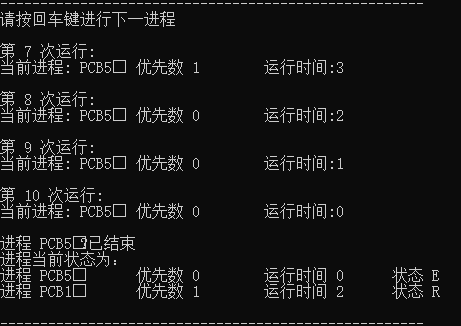 请按回车键进行下一进程
第 7 次运行:
当前进程: PCB5□ 优先数 1 运行时间:3
第 8 次运行:
当前进程: PCB5□ 优先数 0 运行时间:2
第 9 次运行:
当前进程: PCB5□ 优先数 0 运行时间:1
第 10 次运行:
当前进程: PCB5□ 优先数 0 运行时间:0
进程 PCB5□已结束
进程当前状态为:
进程 PCB5□ 优先数 0 运行时间 0 状态 E
进程 PCB1□ 优先数 1 运行时间 2 状态 R